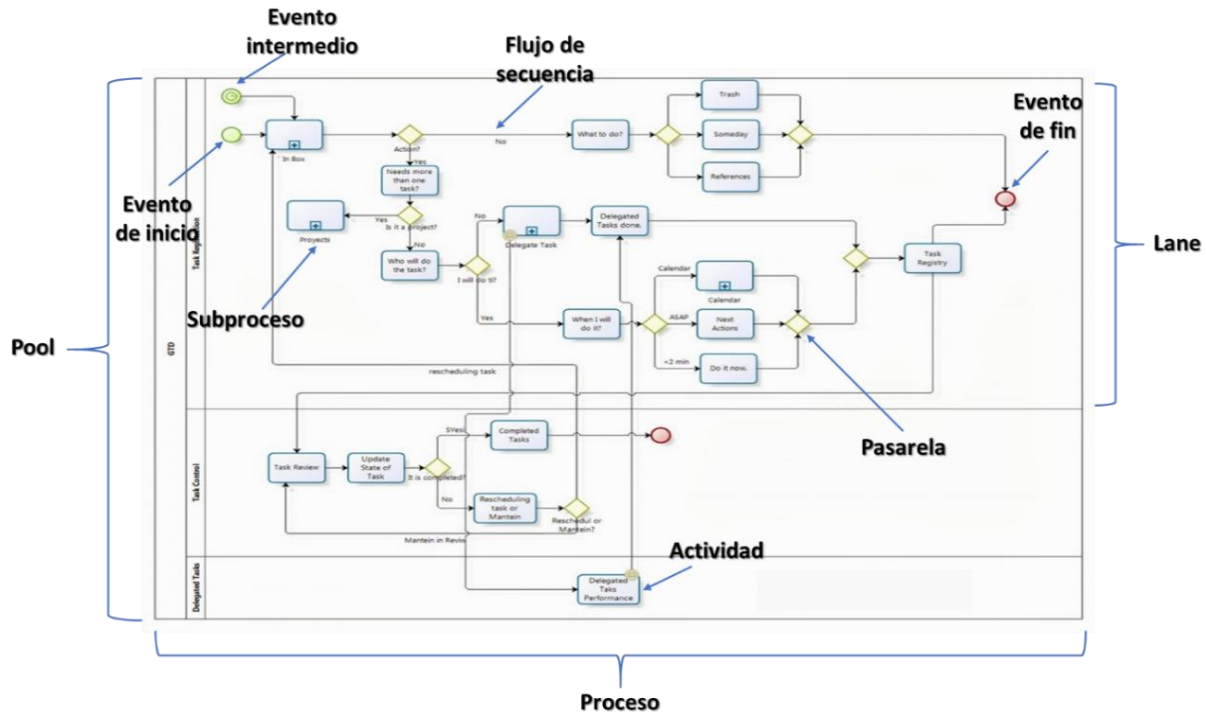 Evento
intermedio
Flujo de
secuencia
Evento
de fin
Trash
What to do?
Someday
References
In Box
Action?
No
Yes
Needs more
than one
task?
Evento
de inicio
Proyects
Yes
Is it a project?
No
Who will do
the task?
No
I will do it?
Yes
Delegate Task
Delegated
Tasks done.
Task
Registry
Lane
Subproceso
Pool
GTD
When I will
do it?
Calendar
Calendar
ASAP
Next
Actions
<2 min
Do it now.
rescheduling task
Pasarela
Task Control
Task Review
Update
State of
Task
It is completed?
SYes
Completed
Tasks
No
Rescheduling
task or
Mantein
Reschedul or
Mantein?
Mantein in Reviw
Actividad
Delegated Tasks
Delegated
Taks
Performance
Proceso